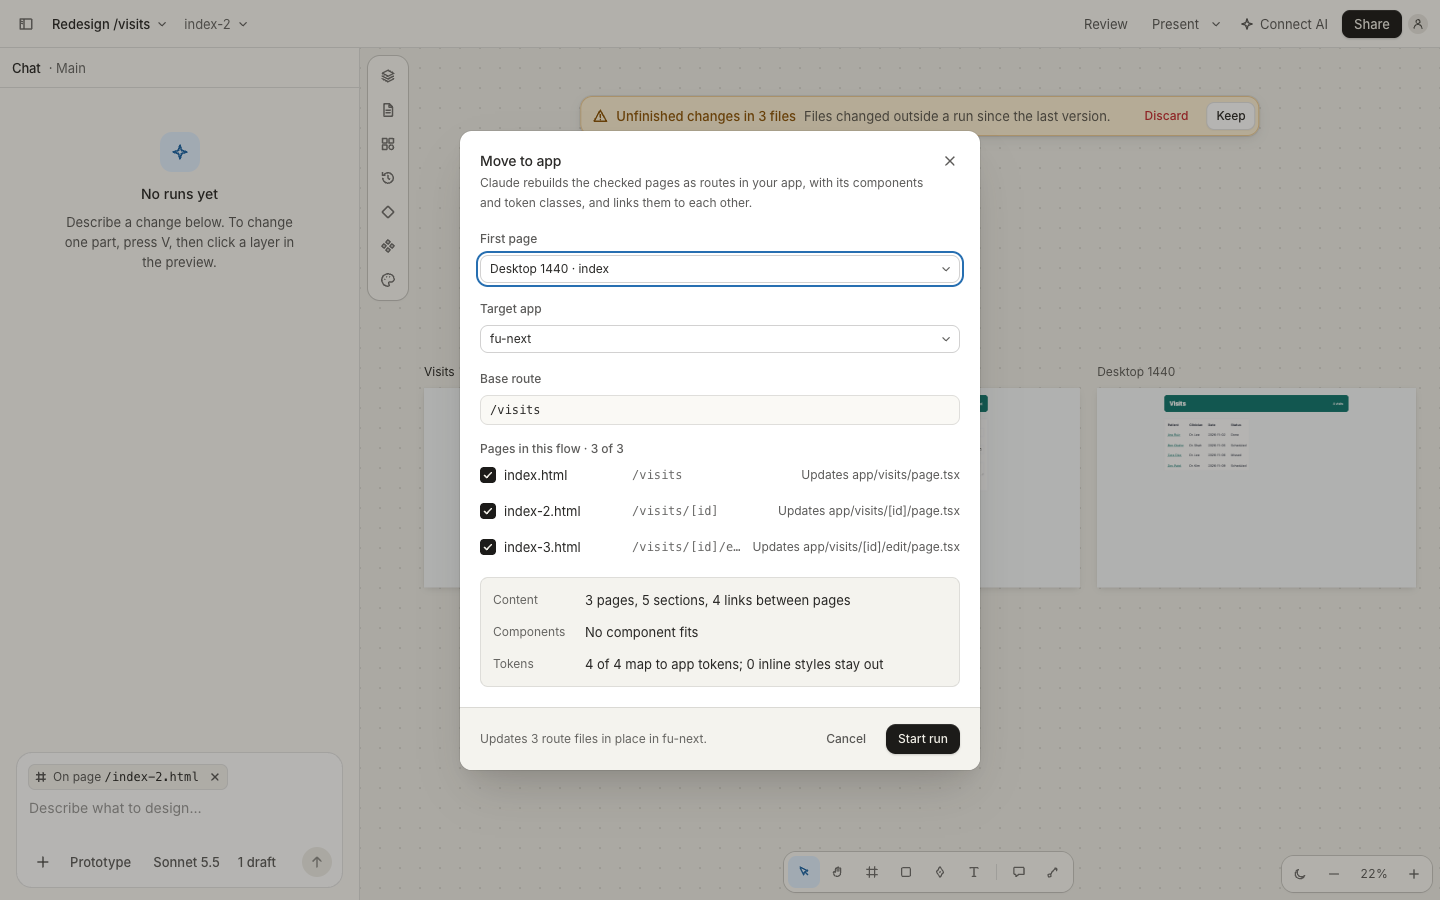 Redesign /visits
index-2
Review
Present
Connect AI
Share
Chat · Main
Unfinished changes in 3 files Files changed outside a run since the last version.
Discard
Keep
No runs yet
Describe a change below. To change
one part, press V, then click a layer in
the preview.
Move to app
Claude rebuilds the checked pages as routes in your app, with its components
and token classes, and links them to each other.
First page
Desktop 1440 · index
Target app
fu-next
Base route
/visits
Pages in this flow · 3 of 3
index.html /visits Updates app/visits/page.tsx
index-2.html /visits/[id] Updates app/visits/[id]/page.tsx
index-3.html /visits/[id]/e… Updates app/visits/[id]/edit/page.tsx
Content 3 pages, 5 sections, 4 links between pages
Components No component fits
Tokens 4 of 4 map to app tokens; 0 inline styles stay out
Updates 3 route files in place in fu-next.
Cancel
Start run
Visits
Desktop 1440
Visits
On page /index-2.html
Describe what to design...
Prototype
Sonnet 5.5
1 draft
22%